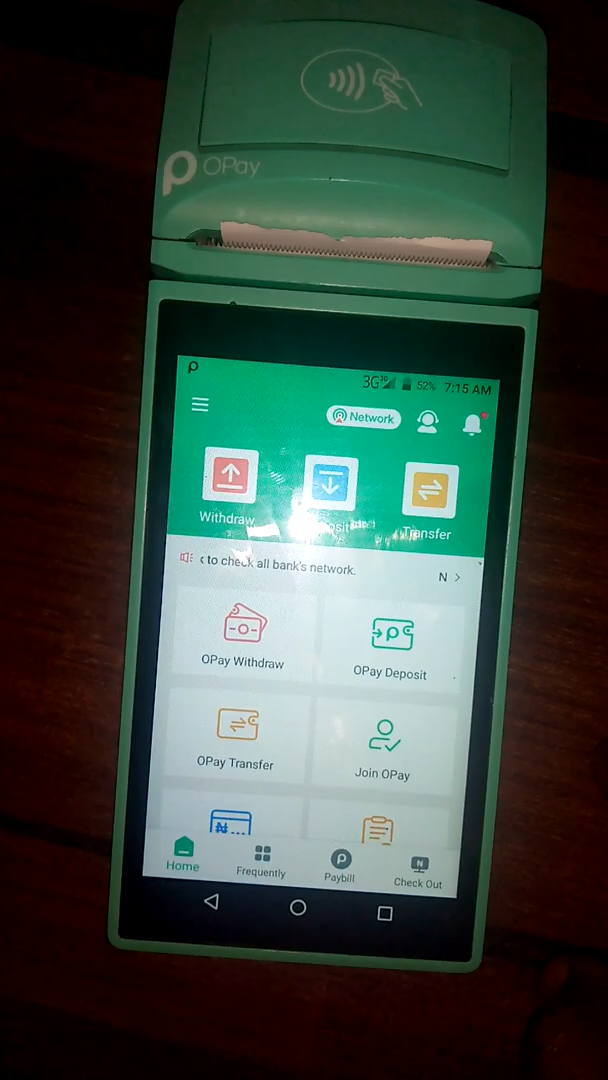 OPay
3G 3G 52% 7:15 AM
Network
Withdraw
Transfer
to check all bank's network.
N >
OPay Withdraw
OPay Deposit
OPay Transfer
Join OPay
₦...
Home
Frequently
Paybill
N
Check Out